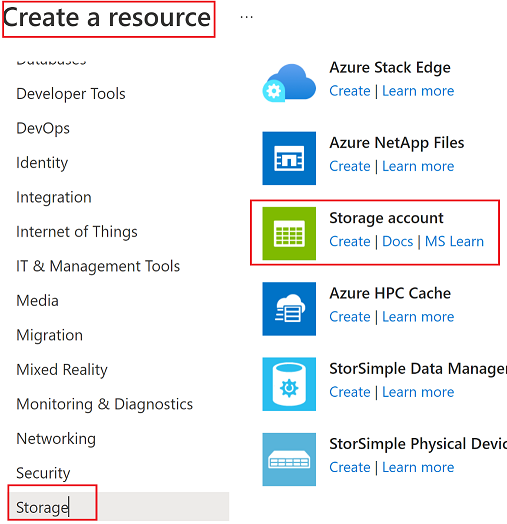 Create a resource
...
Databases
Developer Tools
DevOps
Identity
Integration
Internet of Things
IT & Management Tools
Media
Migration
Mixed Reality
Monitoring & Diagnostics
Networking
Security
Storage
Azure Stack Edge
Create | Learn more
Azure NetApp Files
Create | Learn more
Storage account
Create | Docs | MS Learn
Azure HPC Cache
Create | Learn more
StorSimple Data Manager
Create | Learn more
StorSimple Physical Devic
Create | Learn more